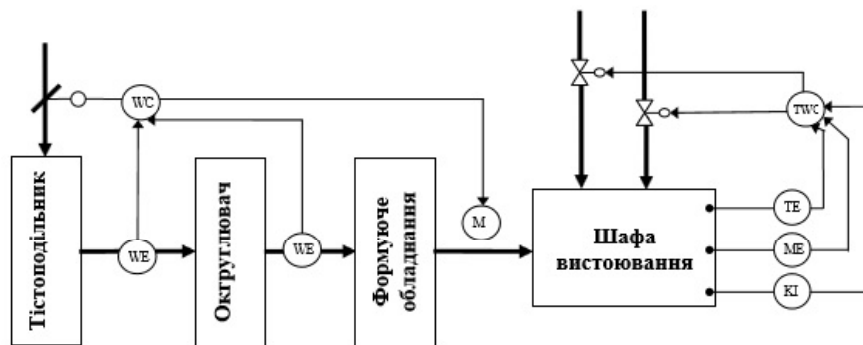 WC
TWC
Тістоподільник
WE
Округлювач
WE
Формуюче
обладнання
M
Шафа
вистоювання
TE
ME
KI